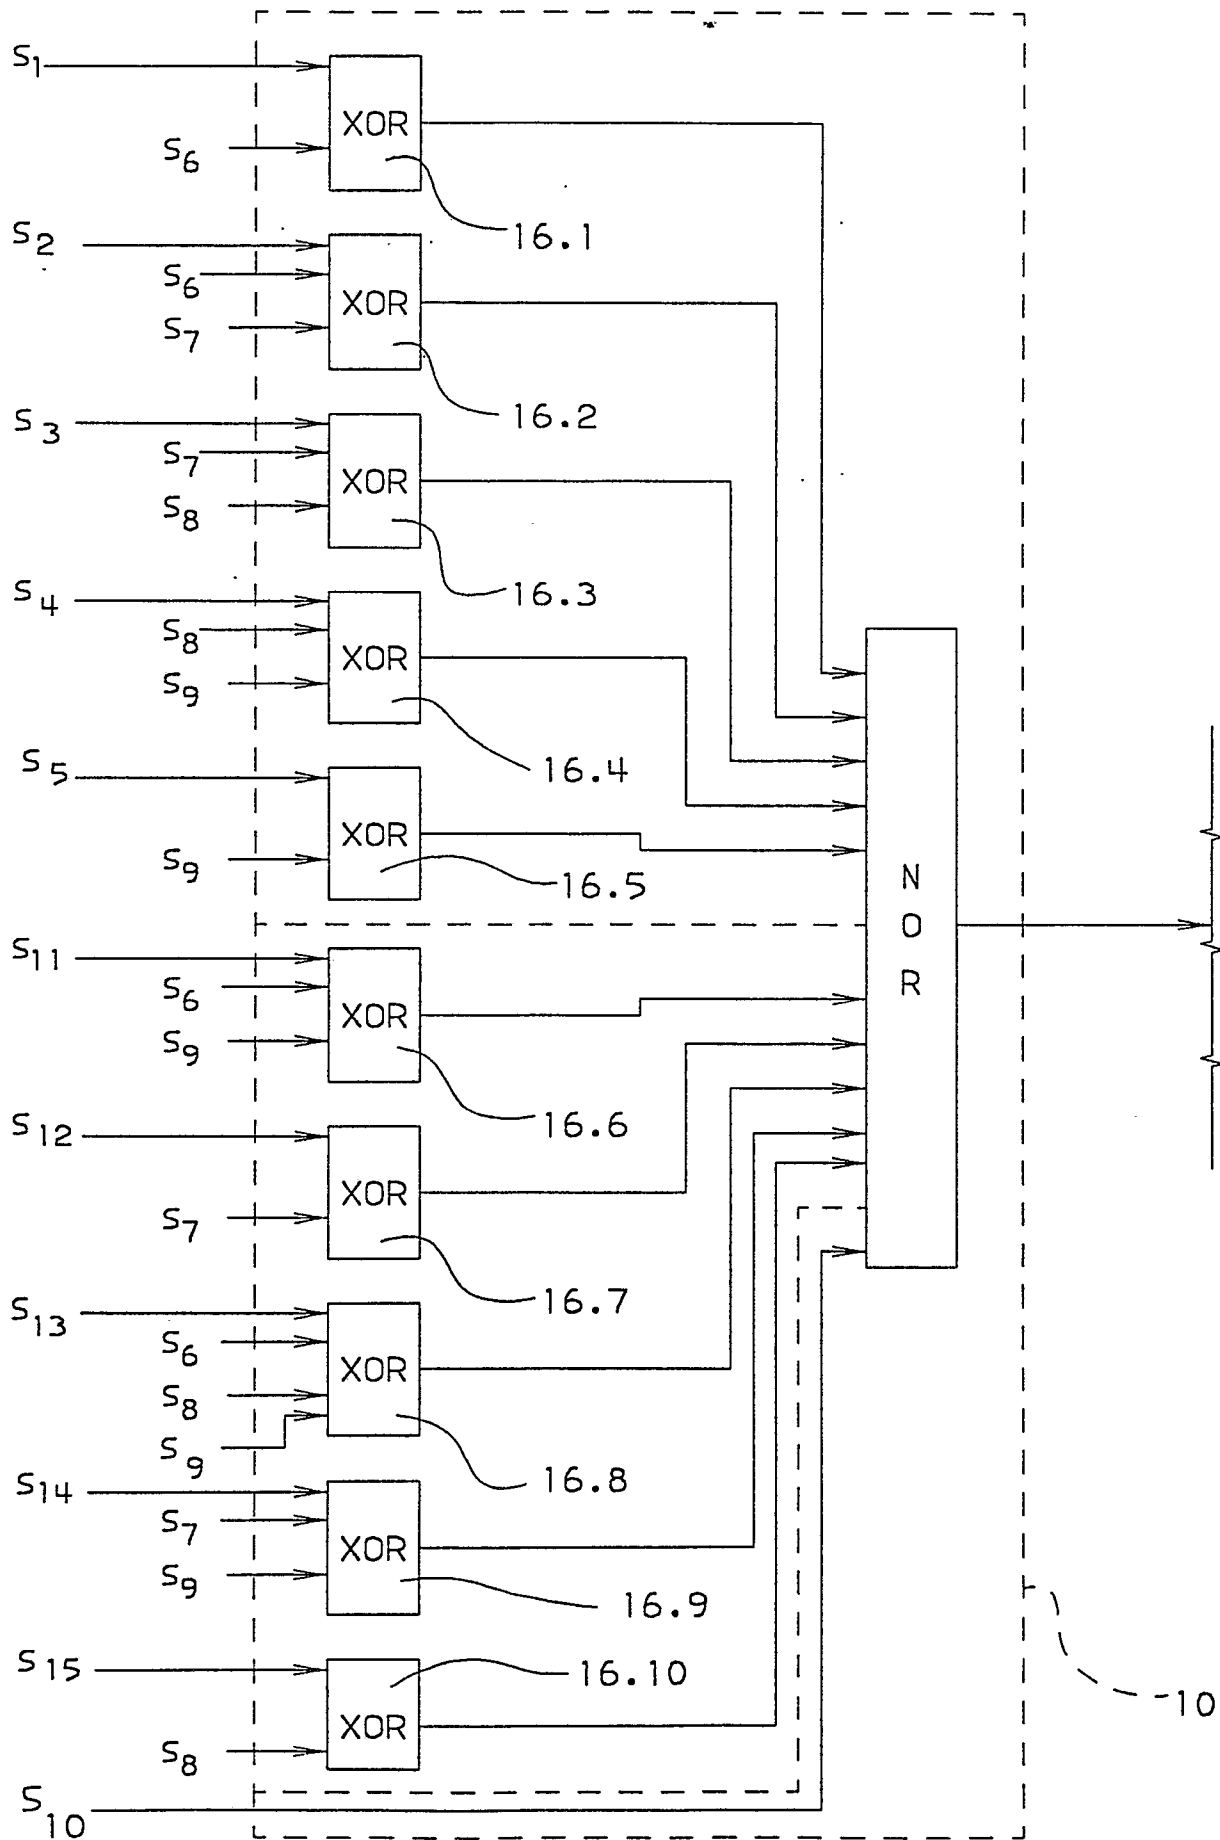 S1
XOR
S6
16.1
S2
S6
XOR
S7
16.2
S3
S7
XOR
S8
16.3
S4
S8
XOR
S9
16.4
S5
XOR
S9
16.5
N
O
R
S11
S6
XOR
S9
16.6
S12
XOR
S7
16.7
S13
S6
XOR
S8
S9
16.8
S14
S7
XOR
S9
16.9
S15
16.10
XOR
S8
S10
10